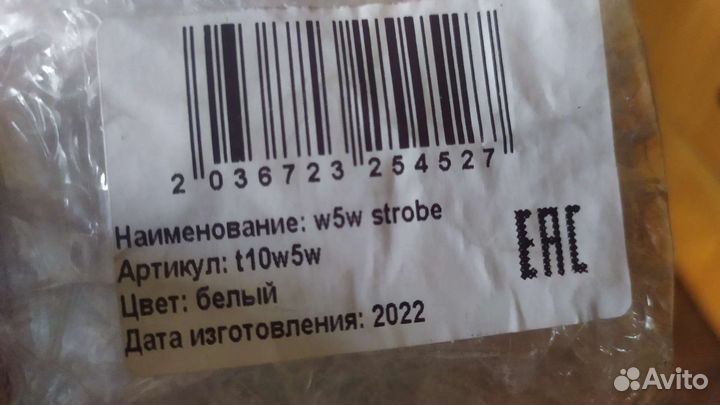 2 036723 254527
Наименование: w5w strobe
Артикул: t10w5w
Цвет: белый
Дата изготовления: 2022
EAC
Avito